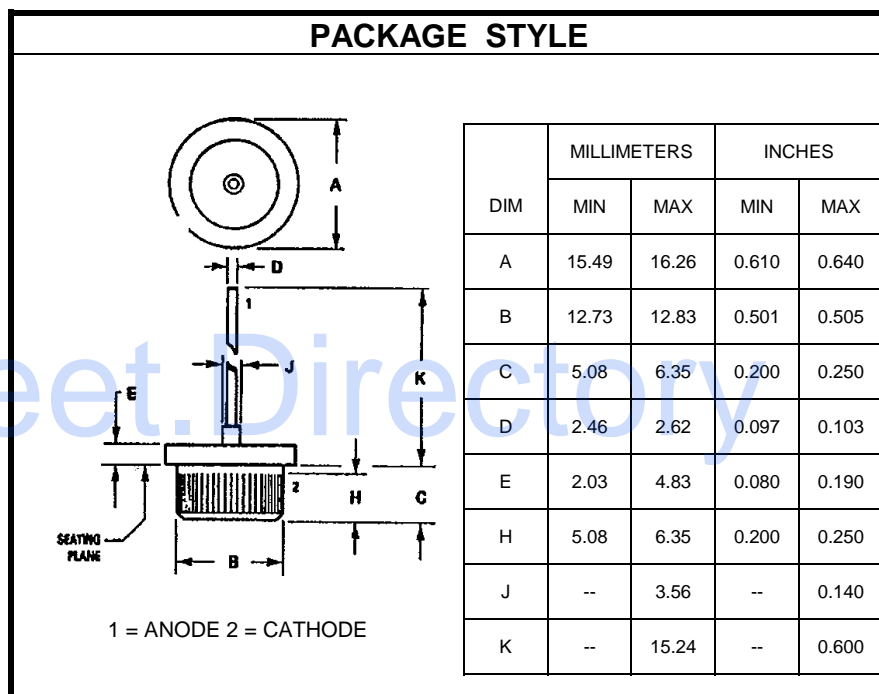 PACKAGE STYLE
A
D
1
J
K
E
2
H
C
SEATING
PLANE
B
1 = ANODE 2 = CATHODE
MILLIMETERS INCHES
DIM MIN MAX MIN MAX
A 15.49 16.26 0.610 0.640
B 12.73 12.83 0.501 0.505
C 5.08 6.35 0.200 0.250
D 2.46 2.62 0.097 0.103
E 2.03 4.83 0.080 0.190
H 5.08 6.35 0.200 0.250
J -- 3.56 -- 0.140
K -- 15.24 -- 0.600
eet.Directory